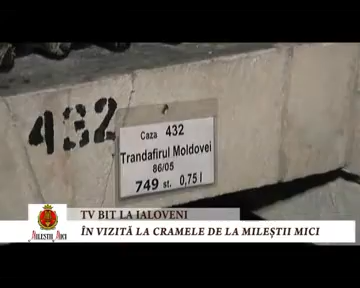 432
Caza 432
Trandafirul Moldovei
86/05
749 st. 0,75 l
TV BIT LA IALOVENI
ÎN VIZITĂ LA CRAMELE DE LA MILEȘTII MICI
MILEȘTII MICI